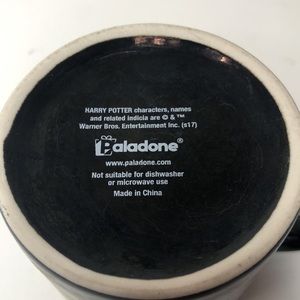 HARRY POTTER characters, names
and related indicia are © & ™
Warner Bros. Entertainment Inc. (s17)
Paladone®
www.paladone.com
Not suitable for dishwasher
or microwave use
Made in China